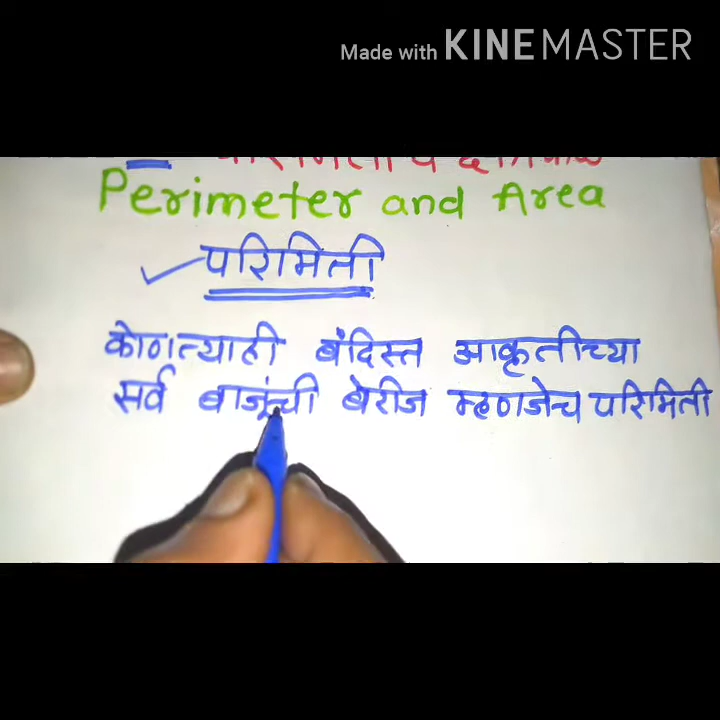 Made with KINEMASTER
Perimeter and Area
परिमिती
कोणत्याही बंदिस्त आकृतीच्या
सर्व बाजूंची बेरीज म्हणजेच परिमिती